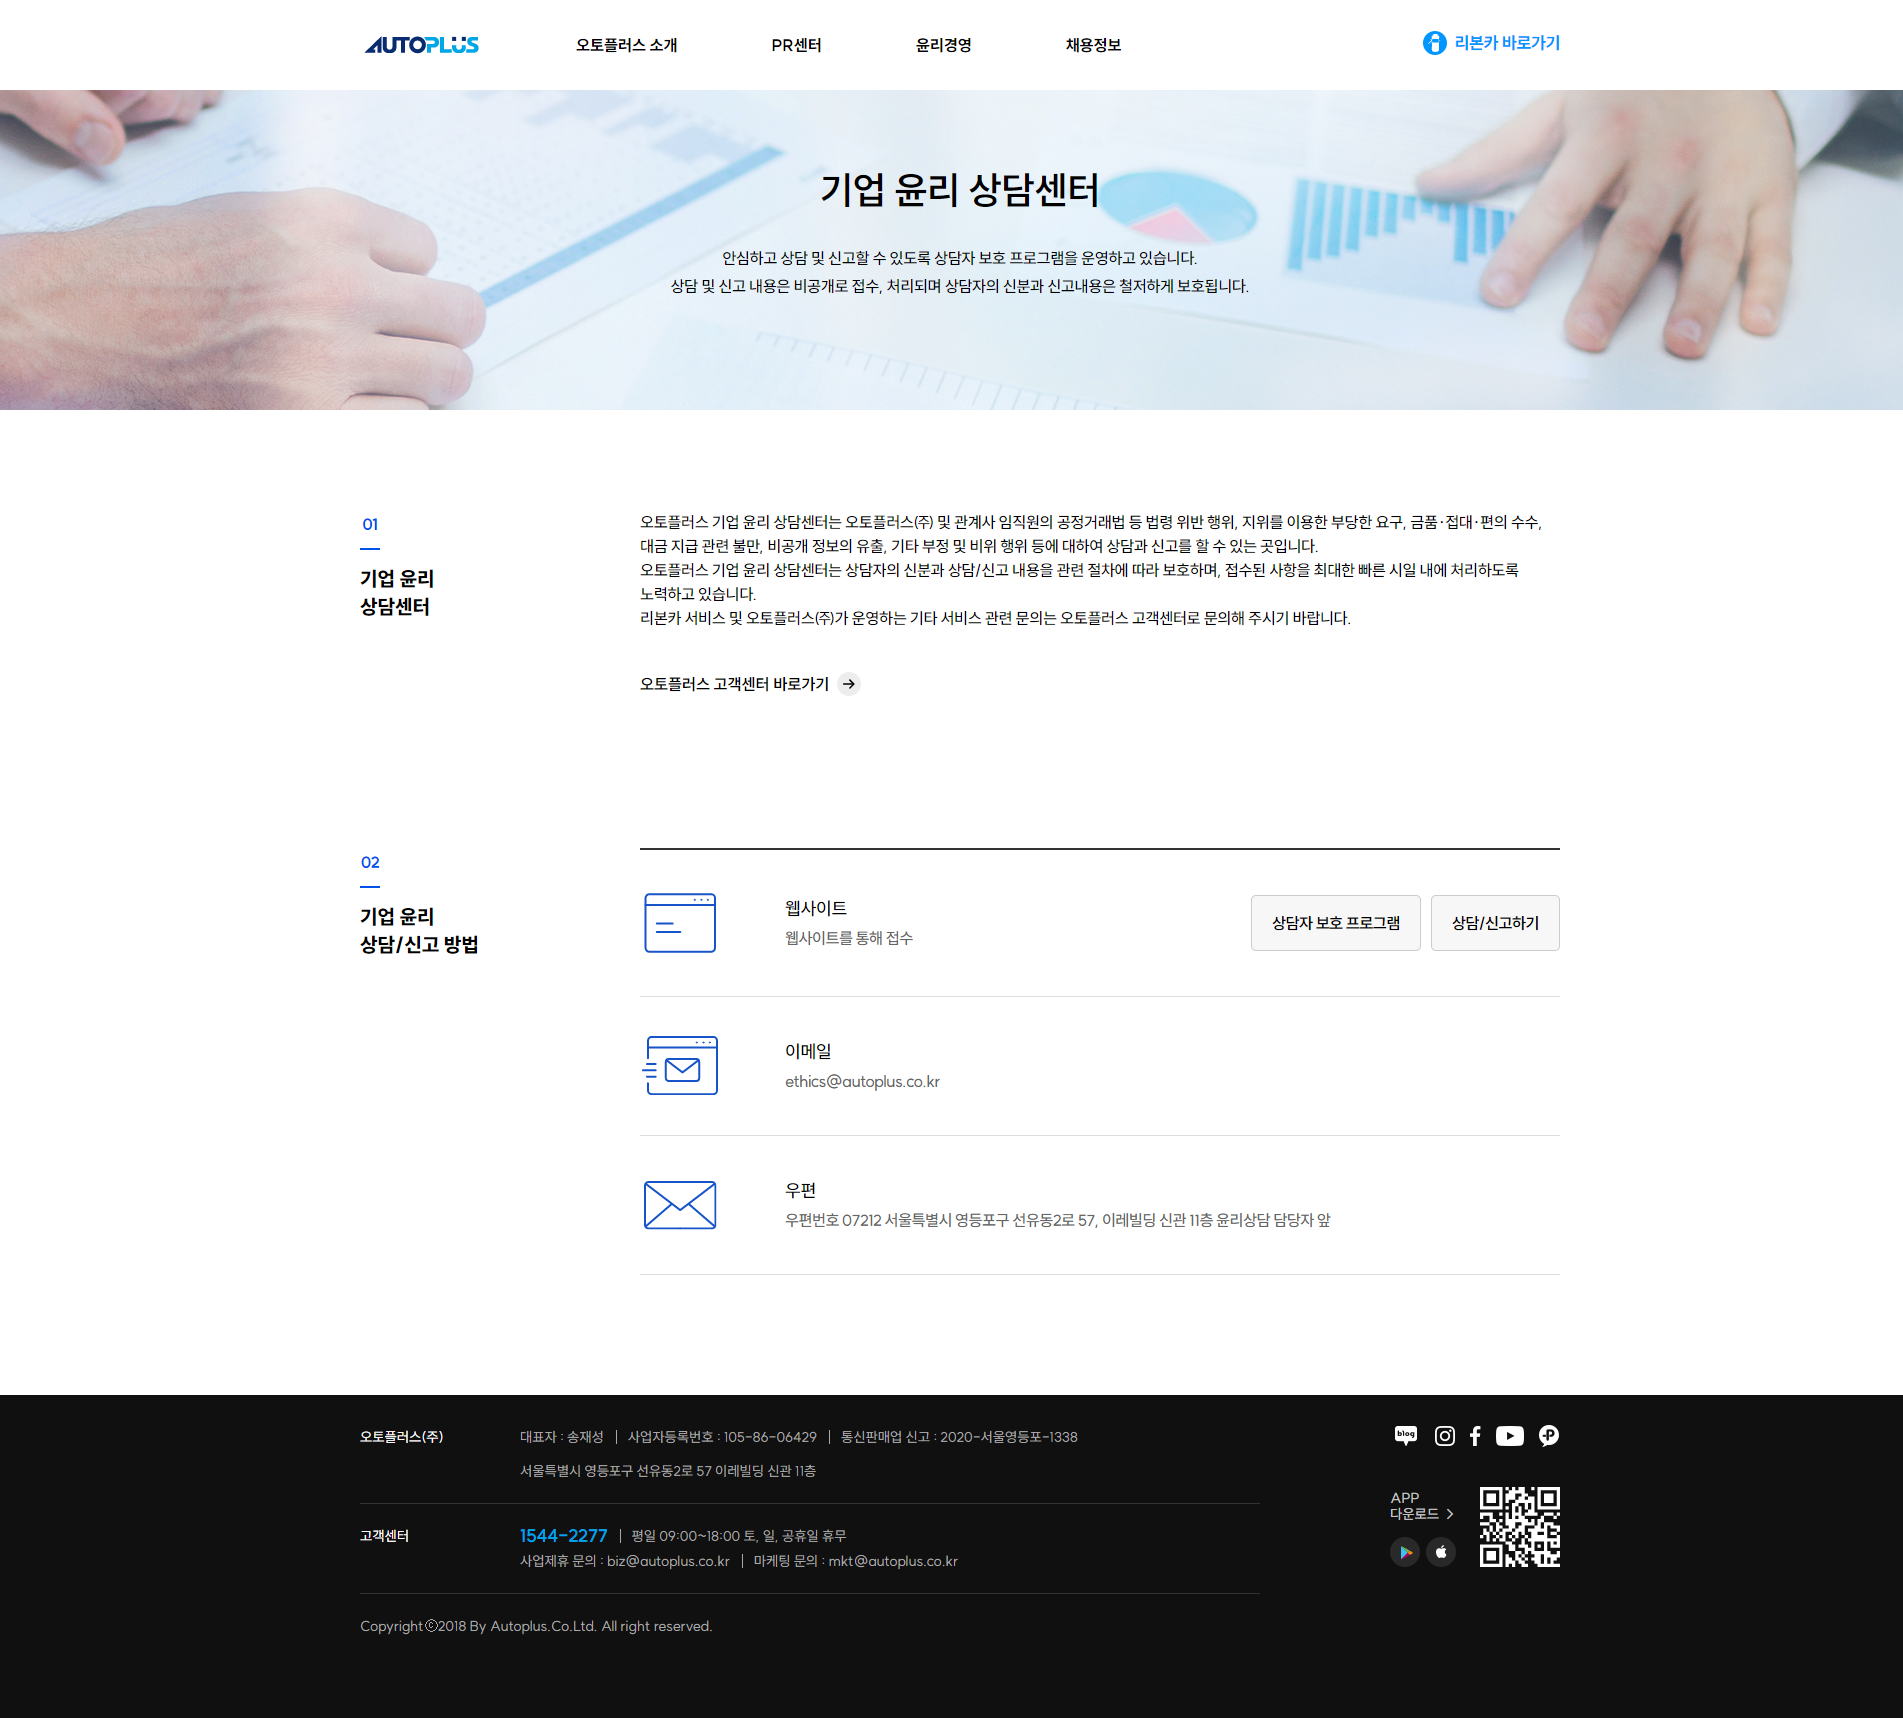 AUTOPLUS
오토플러스 소개
PR센터
윤리경영
채용정보
리본카 바로가기
기업 윤리 상담센터
안심하고 상담 및 신고할 수 있도록 상담자 보호 프로그램을 운영하고 있습니다.
상담 및 신고 내용은 비공개로 접수, 처리되며 상담자의 신분과 신고내용은 철저하게 보호됩니다.
01
기업 윤리
상담센터
오토플러스 기업 윤리 상담센터는 오토플러스(주) 및 관계사 임직원의 공정거래법 등 법령 위반 행위, 지위를 이용한 부당한 요구, 금품·접대·편의 수수,
대금 지급 관련 불만, 비공개 정보의 유출, 기타 부정 및 비위 행위 등에 대하여 상담과 신고를 할 수 있는 곳입니다.
오토플러스 기업 윤리 상담센터는 상담자의 신분과 상담/신고 내용을 관련 절차에 따라 보호하며, 접수된 사항을 최대한 빠른 시일 내에 처리하도록
노력하고 있습니다.
리본카 서비스 및 오토플러스(주)가 운영하는 기타 서비스 관련 문의는 오토플러스 고객센터로 문의해 주시기 바랍니다.
오토플러스 고객센터 바로가기
02
기업 윤리
상담/신고 방법
웹사이트
웹사이트를 통해 접수
상담자 보호 프로그램
상담/신고하기
이메일
ethics@autoplus.co.kr
우편
우편번호 07212 서울특별시 영등포구 선유동2로 57, 이레빌딩 신관 11층 윤리상담 담당자 앞
오토플러스(주)
대표자 : 송재성 | 사업자등록번호 : 105-86-06429 | 통신판매업 신고 : 2020-서울영등포-1338
서울특별시 영등포구 선유동2로 57 이레빌딩 신관 11층
고객센터
1544-2277 | 평일 09:00~18:00 토, 일, 공휴일 휴무
사업제휴 문의 : biz@autoplus.co.kr | 마케팅 문의 : mkt@autoplus.co.kr
Copyrightⓒ2018 By Autoplus.Co.Ltd. All right reserved.
blog
APP
다운로드